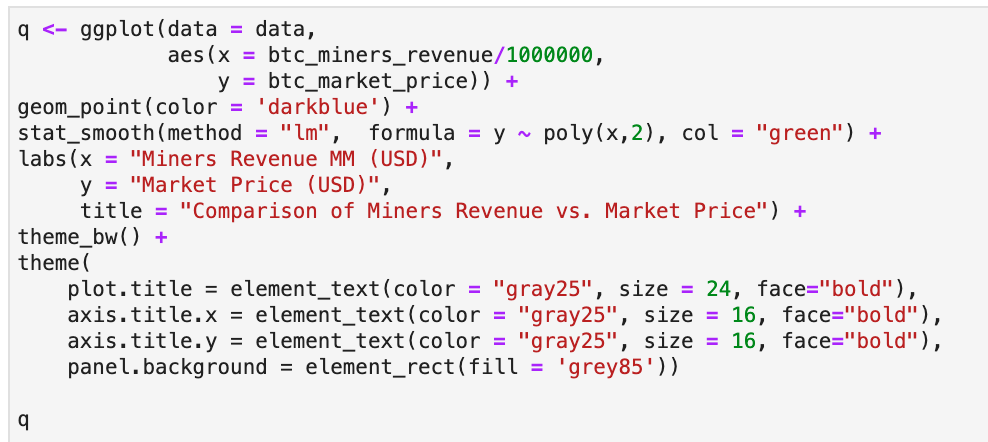 q <- ggplot(data = data,
            aes(x = btc_miners_revenue/1000000,
                y = btc_market_price)) +
geom_point(color = 'darkblue') +
stat_smooth(method = "lm",  formula = y ~ poly(x,2), col = "green") +
labs(x = "Miners Revenue MM (USD)",
     y = "Market Price (USD)",
     title = "Comparison of Miners Revenue vs. Market Price") +
theme_bw() +
theme(
    plot.title = element_text(color = "gray25", size = 24, face="bold"),
    axis.title.x = element_text(color = "gray25", size = 16, face="bold"),
    axis.title.y = element_text(color = "gray25", size = 16, face="bold"),
    panel.background = element_rect(fill = 'grey85'))

q